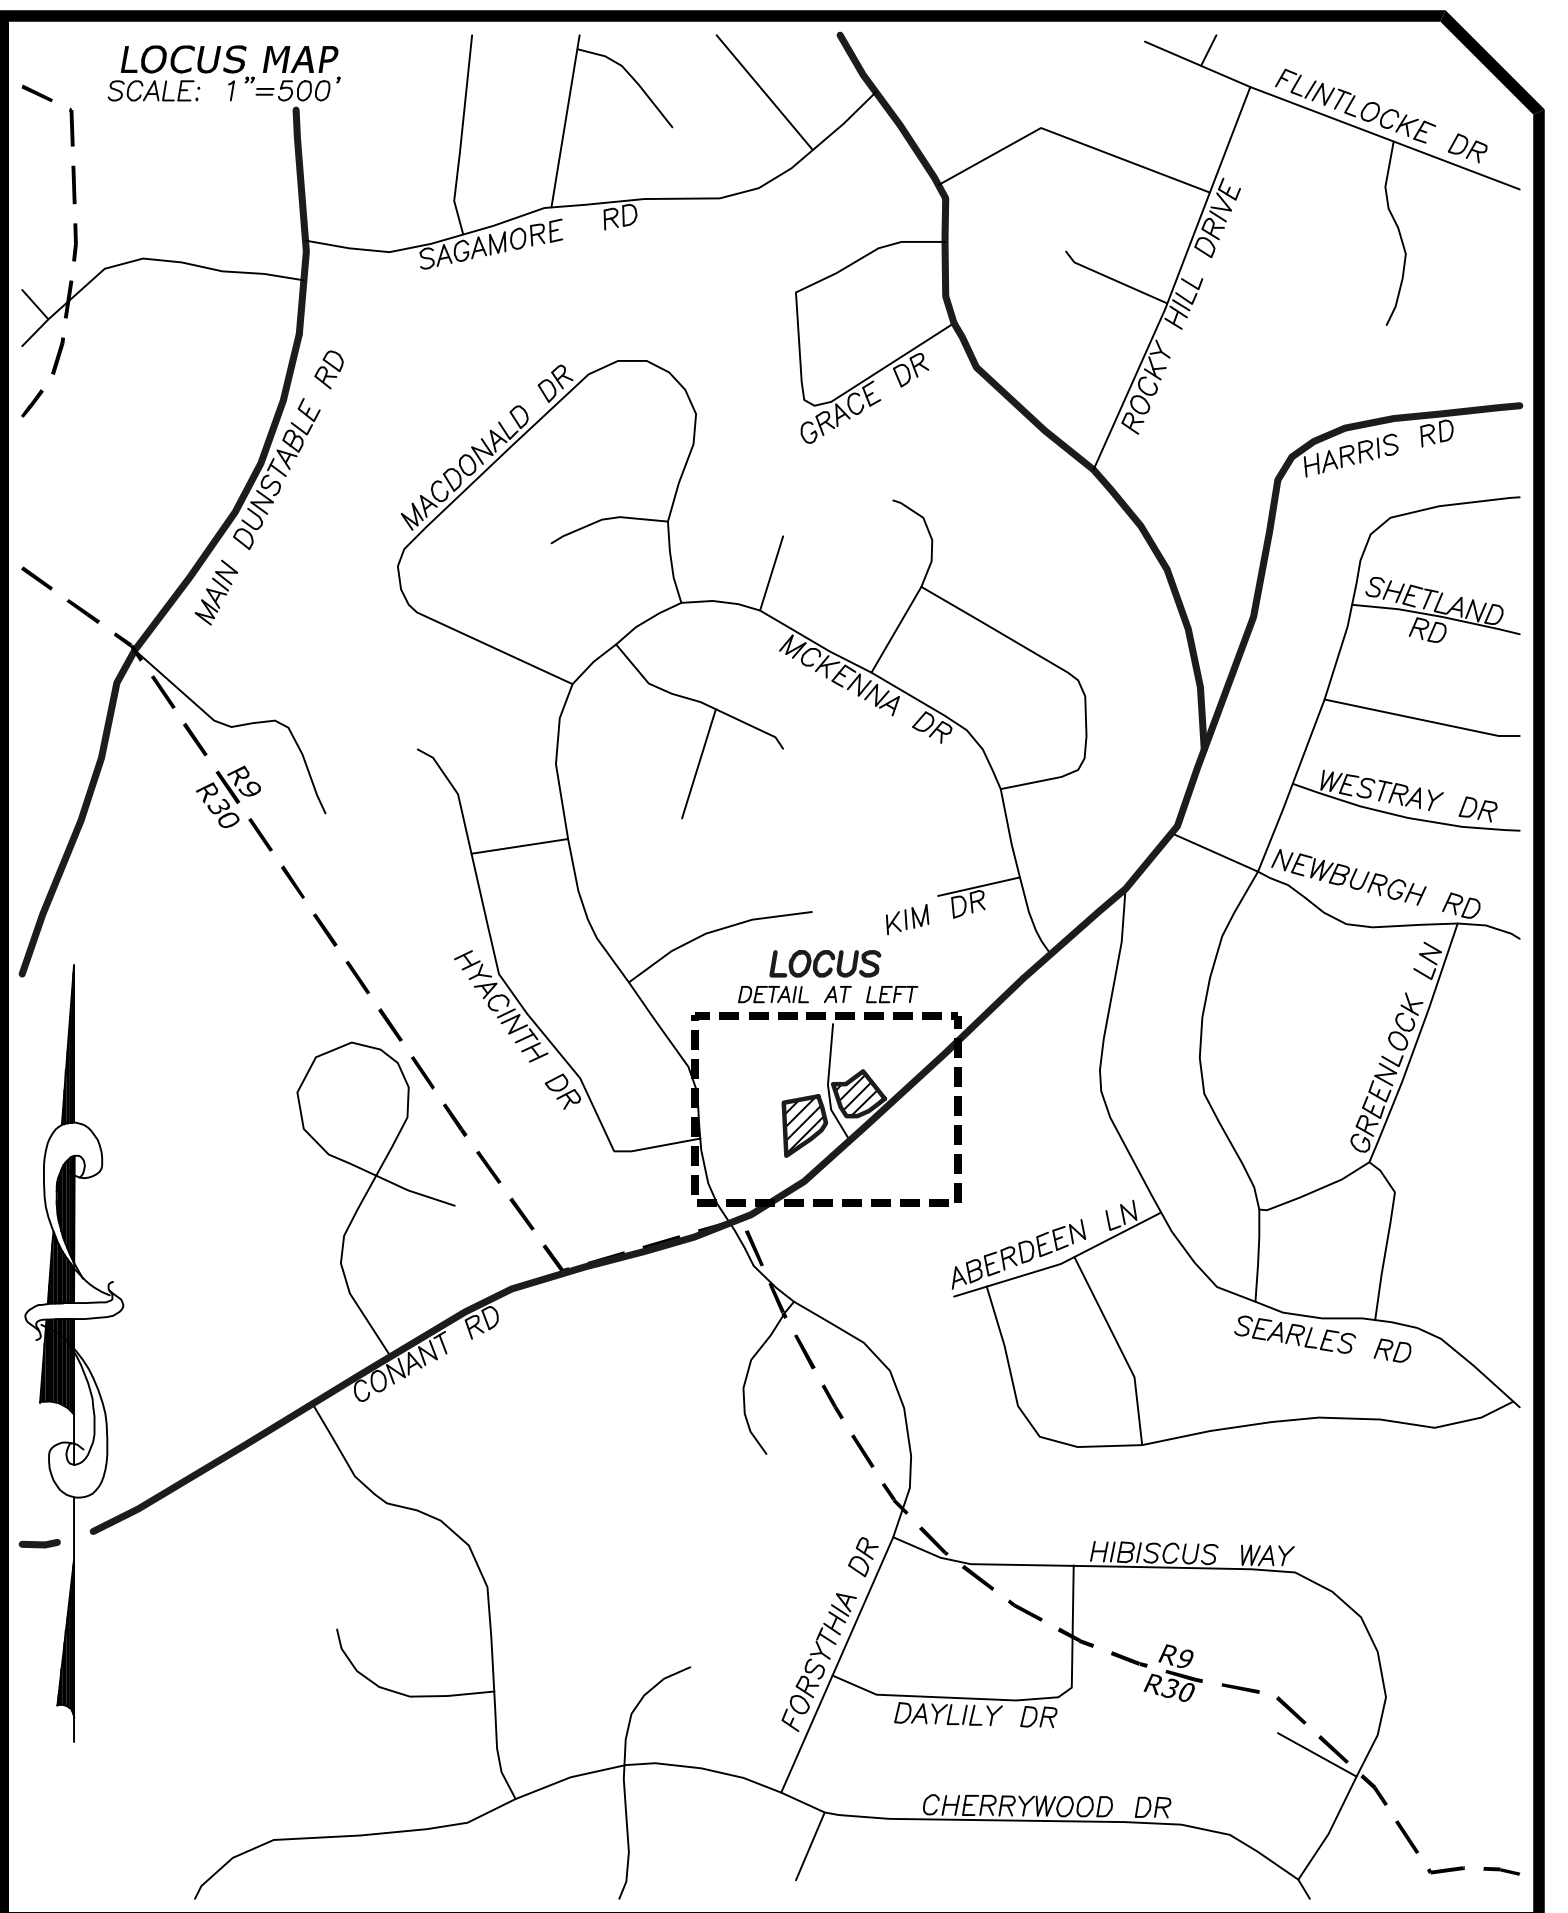 LOCUS MAP
SCALE: 1"=500'
FLINTLOCKE DR
SAGAMORE RD
ROCKY HILL DRIVE
MAIN DUNSTABLE RD
MACDONALD DR
GRACE DR
HARRIS RD
SHETLAND
RD
MCKENNA DR
R9
R30
WESTRAY DR
NEWBURGH RD
KIM DR
LOCUS
DETAIL AT LEFT
HYACINTH DR
GREENLOCK LN
ABERDEEN LN
CONANT RD
SEARLES RD
HIBISCUS WAY
FORSYTHIA DR
R9
R30
DAYLILY DR
CHERRYWOOD DR